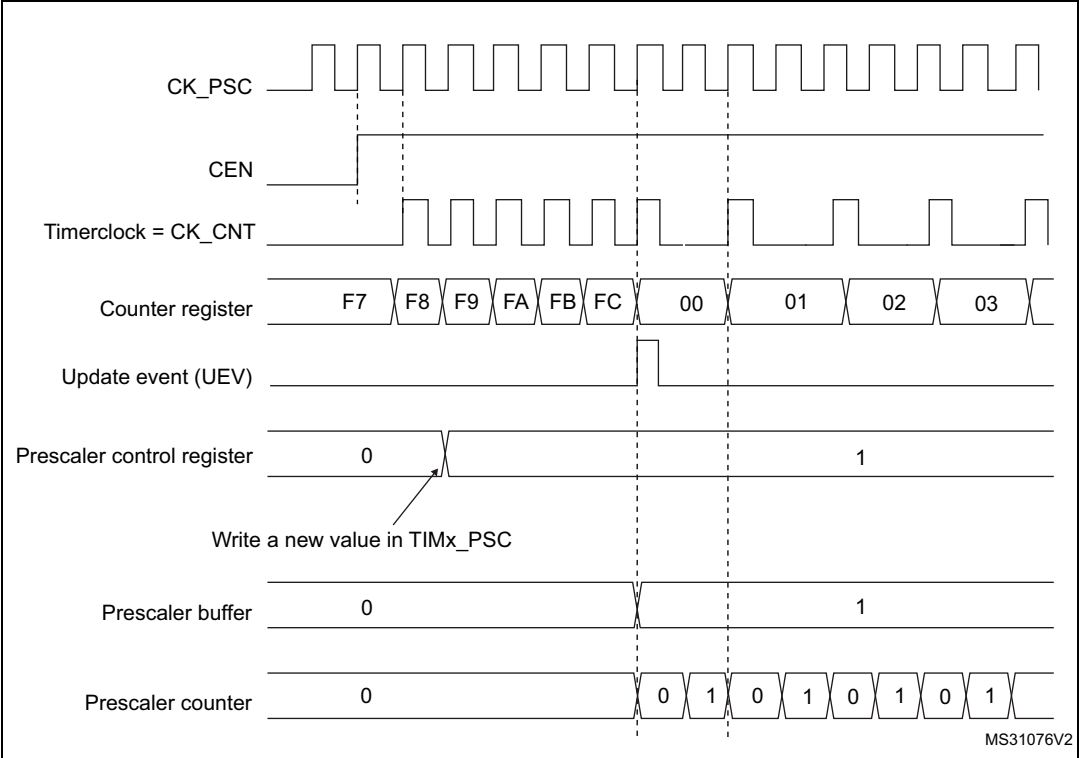 CK_PSC
CEN
Timerclock = CK_CNT
Counter register F7 F8 F9 FA FB FC 00 01 02 03
Update event (UEV)
Prescaler control register 0 1
Write a new value in TIMx_PSC
Prescaler buffer 0 1
Prescaler counter 0 0 1 0 1 0 1 0 1
MS31076V2